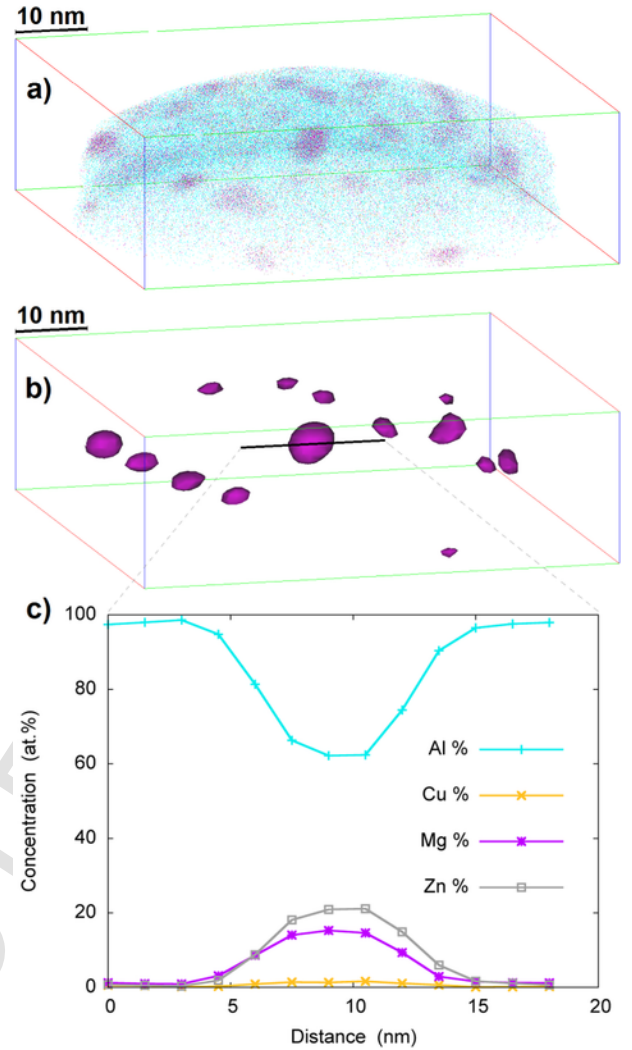 10 nm
a)
10 nm
b)
c)
100
80
60
40
20
0
Concentration (at.%)
Al %
Cu %
Mg %
Zn %
0 5 10 15 20
Distance (nm)